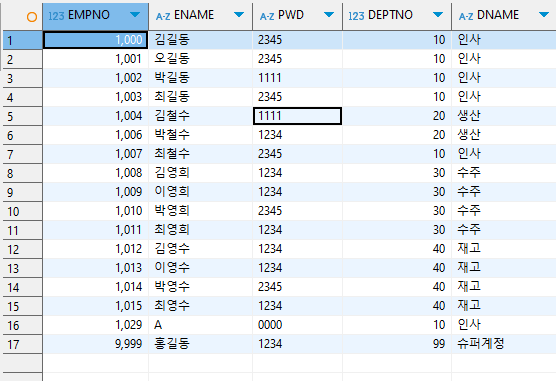 123 EMPNO A-Z ENAME A-Z PWD 123 DEPTNO A-Z DNAME
1 1,000 김길동 2345 10 인사
2 1,001 오길동 2345 10 인사
3 1,002 박길동 1111 10 인사
4 1,003 최길동 2345 10 인사
5 1,004 김철수 1111 20 생산
6 1,006 박철수 1234 20 생산
7 1,007 최철수 2345 10 인사
8 1,008 김영희 1234 30 수주
9 1,009 이영희 1234 30 수주
10 1,010 박영희 2345 30 수주
11 1,011 최영희 1234 30 수주
12 1,012 김영수 1234 40 재고
13 1,013 이영수 1234 40 재고
14 1,014 박영수 2345 40 재고
15 1,015 최영수 1234 40 재고
16 1,029 A 0000 10 인사
17 9,999 홍길동 1234 99 슈퍼계정